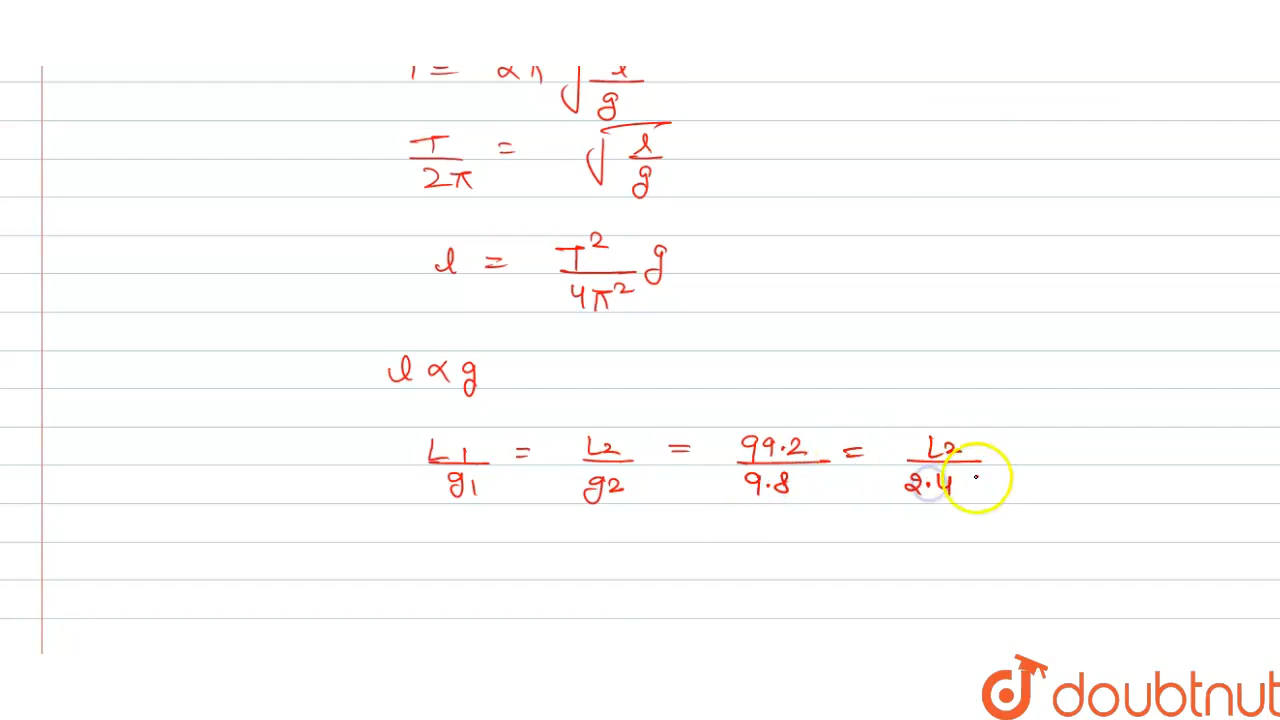 T/2π = √(l/g)
l = T²/4π² g
l ∝ g
L1/g1 = L2/g2 = 99.2/9.8 = L2/2.4
doubtnut